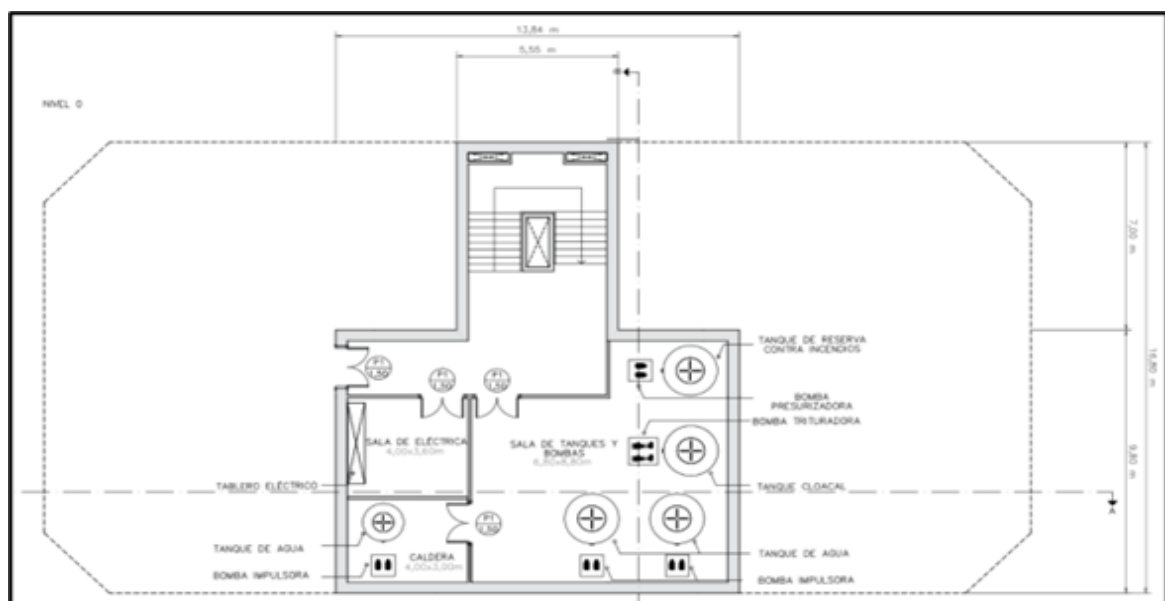 13,84 m
5,55 m
NIVEL 0
7,00 m
TANQUE DE RESERVA
CONTRA INCENDIOS
P1
1,50
P1
1,50
P1
1,50
BOMBA
PRESURIZADORA
16,80 m
BOMBA TRITURADORA
SALA DE ELÉCTRICA
4,00x3,60m
SALA DE TANQUES Y
BOMBAS
9,80 m
TABLERO ELÉCTRICO
TANQUE CLOACAL
A
P1
1,50
TANQUE DE AGUA
CALDERA
4,00x3,00m
TANQUE DE AGUA
BOMBA IMPULSORA
BOMBA IMPULSORA